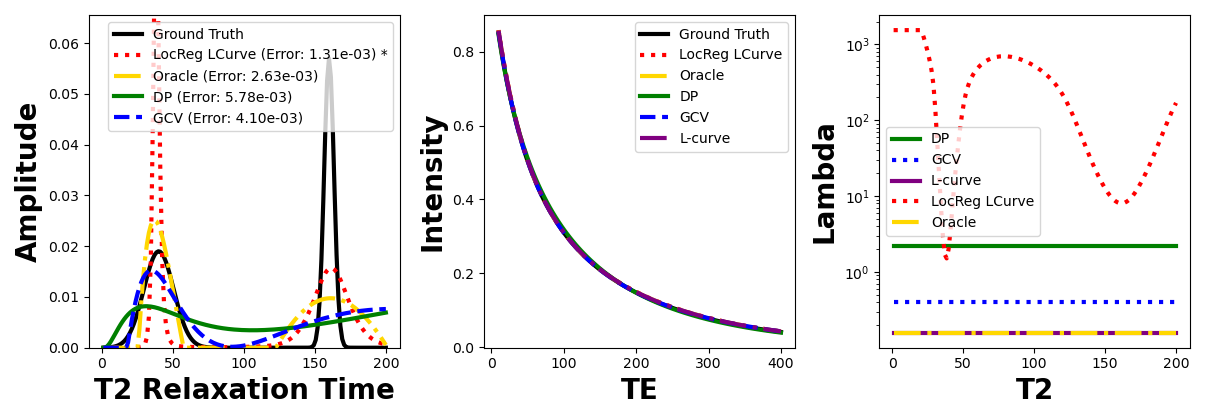 Amplitude
0.06
0.05
0.04
0.03
0.02
0.01
0.00
Ground Truth
LocReg LCurve (Error: 1.31e-03) *
Oracle (Error: 2.63e-03)
DP (Error: 5.78e-03)
GCV (Error: 4.10e-03)
0 50 100 150 200
T2 Relaxation Time
Intensity
0.8
0.6
0.4
0.2
0.0
Ground Truth
LocReg LCurve
Oracle
DP
GCV
L-curve
0 100 200 300 400
TE
Lambda
10³
10²
10¹
10⁰
DP
GCV
L-curve
LocReg LCurve
Oracle
0 50 100 150 200
T2